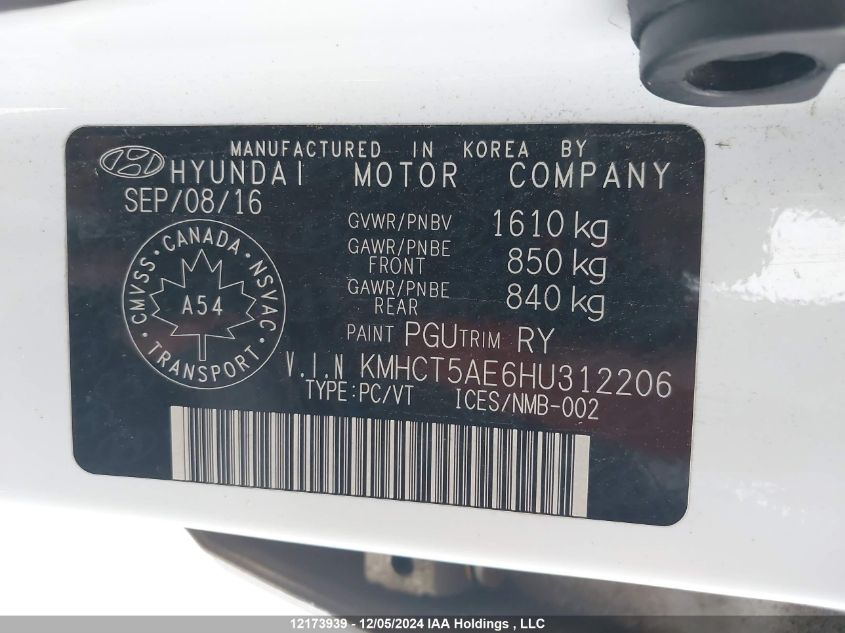 MANUFACTURED IN KOREA BY
HYUNDAI MOTOR COMPANY
SEP/08/16
GVWR/PNBV 1610 kg
GAWR/PNBE FRONT 850 kg
GAWR/PNBE REAR 840 kg
CMVSS · CANADA · NSVAC
A54
· TRANSPORT ·
PAINT PGU TRIM RY
V.I.N KMHCT5AE6HU312206
TYPE:PC/VT ICES/NMB-002
12173939 - 12/05/2024 IAA Holdings , LLC